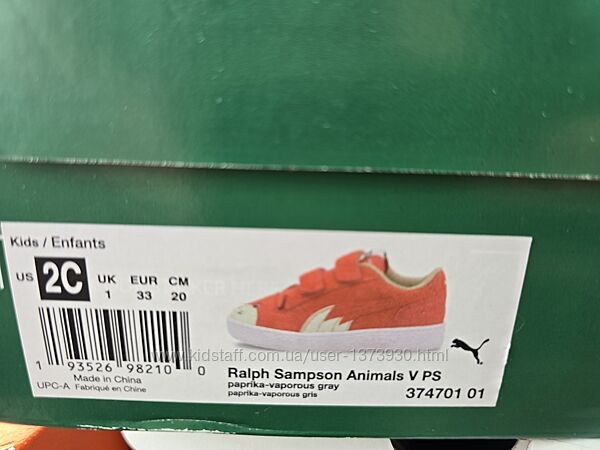 Kids / Enfants
US 2C UK 1 EUR 33 CM 20
1 93526 98210 0
UPC-A Made in China
Fabriqué en Chine
www.kidstaff.com.ua/user-1373930.html
Ralph Sampson Animals V PS
paprika-vaporous gray
paprika-vaporous gris
374701 01